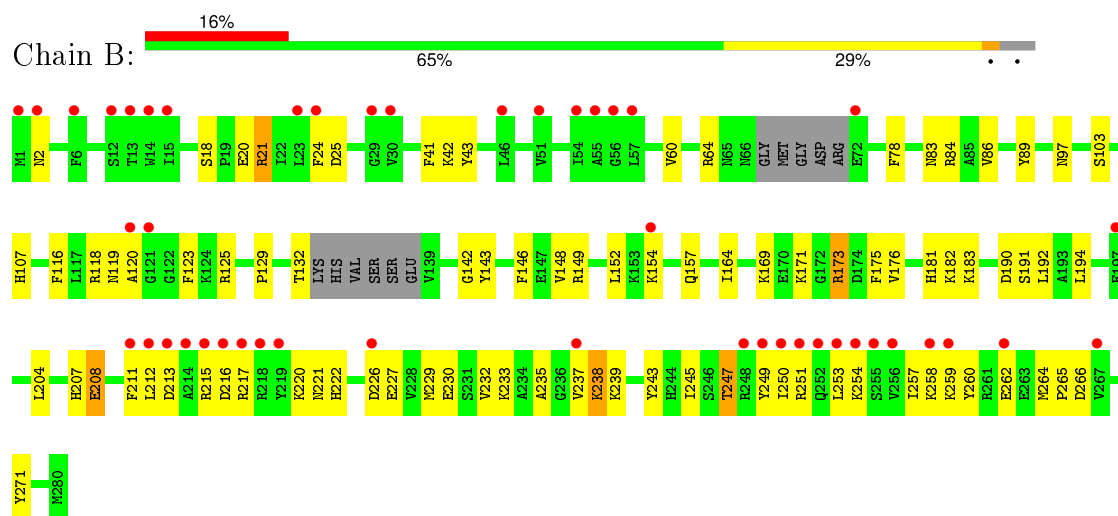 16%
Chain B:
65% 29% • •
M1 N2 F6 S12 T13 W14 I15 S18 P19 E20 R21 I22 L23 F24 D25 G29 V30 F41 K42 Y43 L46 V51 I54 A55 G56 L57 V60 R64 N65 N66 GLY MET GLY ASP ARG E72 F78 N83 R84 A85 V86 Y89 N97 S103
H107 F116 L117 R118 N119 A120 G121 G122 F123 K124 R125 P129 T132 LYS HIS VAL SER SER GLU V139 G142 Y143 F146 E147 V148 R149 L152 K153 K154 Q157 I164 K169 E170 K171 G172 R173 D174 F175 V176 H181 K182 K183 D190 S191 L192 A193 L194 E197
L204 H207 E208 F211 L212 D213 A214 R215 D216 R217 R218 Y219 K220 N221 H222 D226 E227 V228 M229 E230 S231 V232 K233 A234 A235 G236 V237 K238 K239 Y243 H244 I245 S246 T247 R248 Y249 I250 R251 Q252 L253 K254 S255 V256 I257 K258 K259 Y260 R261 E262 E263 M264 P265 D266 V267
Y271 M280